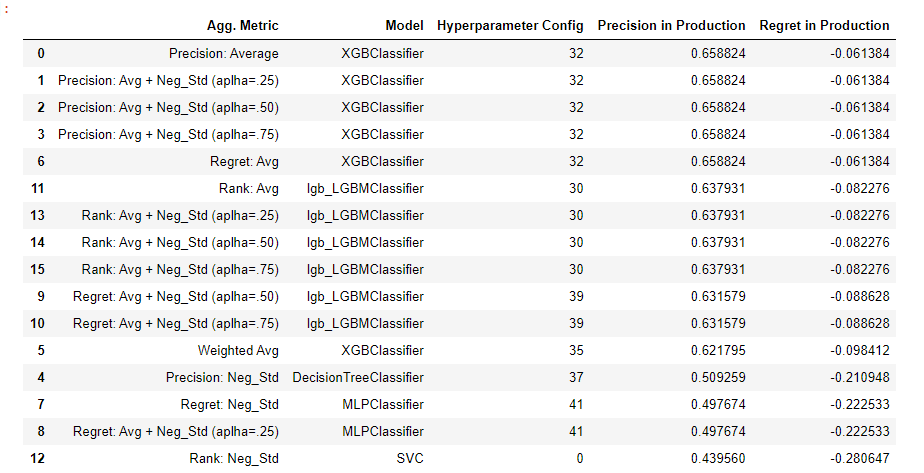 :
Agg. Metric Model Hyperparameter Config Precision in Production Regret in Production
0 Precision: Average XGBClassifier 32 0.658824 -0.061384
1 Precision: Avg + Neg_Std (aplha=.25) XGBClassifier 32 0.658824 -0.061384
2 Precision: Avg + Neg_Std (aplha=.50) XGBClassifier 32 0.658824 -0.061384
3 Precision: Avg + Neg_Std (aplha=.75) XGBClassifier 32 0.658824 -0.061384
6 Regret: Avg XGBClassifier 32 0.658824 -0.061384
11 Rank: Avg lgb_LGBMClassifier 30 0.637931 -0.082276
13 Rank: Avg + Neg_Std (aplha=.25) lgb_LGBMClassifier 30 0.637931 -0.082276
14 Rank: Avg + Neg_Std (aplha=.50) lgb_LGBMClassifier 30 0.637931 -0.082276
15 Rank: Avg + Neg_Std (aplha=.75) lgb_LGBMClassifier 30 0.637931 -0.082276
9 Regret: Avg + Neg_Std (aplha=.50) lgb_LGBMClassifier 39 0.631579 -0.088628
10 Regret: Avg + Neg_Std (aplha=.75) lgb_LGBMClassifier 39 0.631579 -0.088628
5 Weighted Avg XGBClassifier 35 0.621795 -0.098412
4 Precision: Neg_Std DecisionTreeClassifier 37 0.509259 -0.210948
7 Regret: Neg_Std MLPClassifier 41 0.497674 -0.222533
8 Regret: Avg + Neg_Std (aplha=.25) MLPClassifier 41 0.497674 -0.222533
12 Rank: Neg_Std SVC 0 0.439560 -0.280647